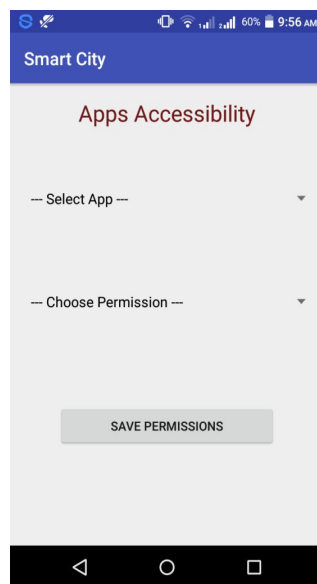 60% 9:56 AM
Smart City
Apps Accessibility
--- Select App ---
--- Choose Permission ---
SAVE PERMISSIONS